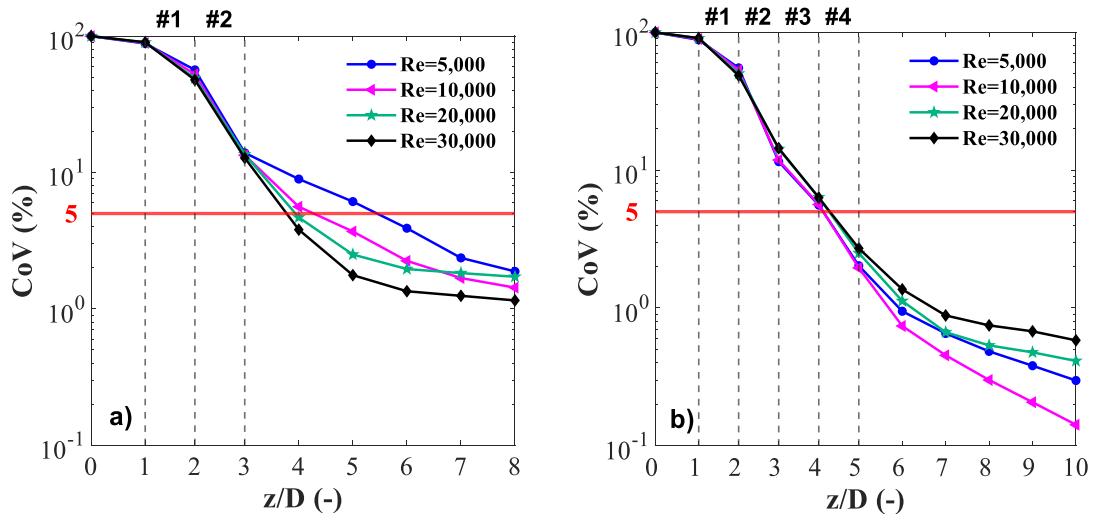 #1 #2
10^2
10^1
10^0
10^-1
5
CoV (%)
Re=5,000
Re=10,000
Re=20,000
Re=30,000
a)
0 1 2 3 4 5 6 7 8
z/D (-)
#1 #2 #3 #4
10^2
10^1
10^0
10^-1
5
CoV (%)
Re=5,000
Re=10,000
Re=20,000
Re=30,000
b)
0 1 2 3 4 5 6 7 8 9 10
z/D (-)